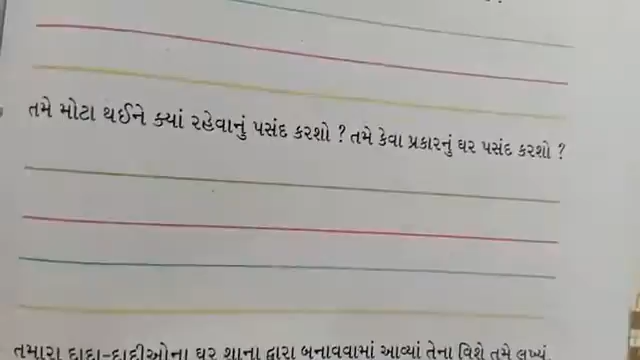 તમે મોટા થઈને ક્યાં રહેવાનું પસંદ કરશો ? તમે કેવા પ્રકારનું ઘર પસંદ કરશો ?
તમારા દાદા-દાદીઓના ઘર શાના દ્વારા બનાવવામાં આવ્યાં તેના વિશે તમે લખ્યું.